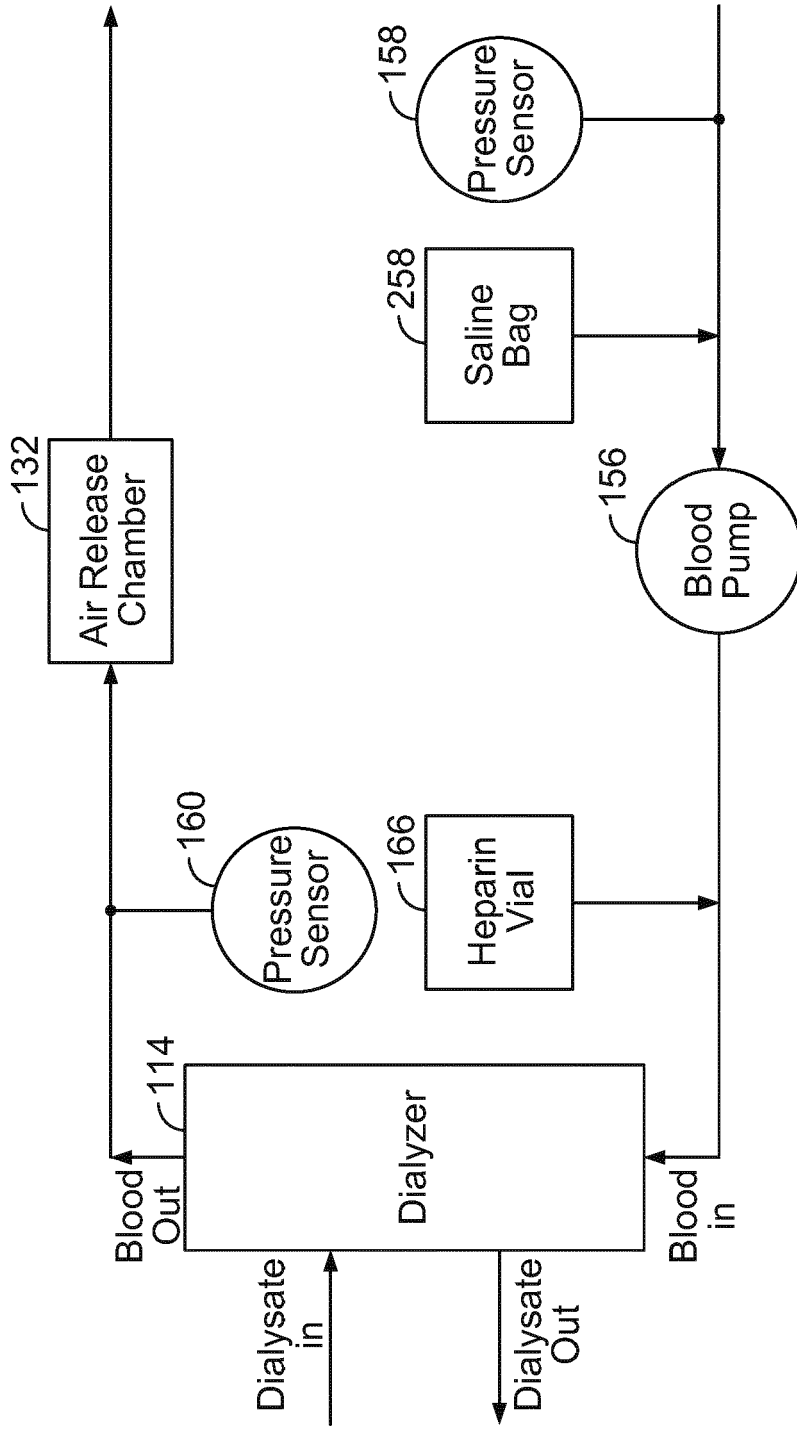 132
Air Release
Chamber
158
Pressure
Sensor
258
Saline
Bag
160
Pressure
Sensor
166
Heparin
Vial
156
Blood
Pump
114
Dialyzer
Blood
Out
Blood
in
Dialysate
in
Dialysate
Out